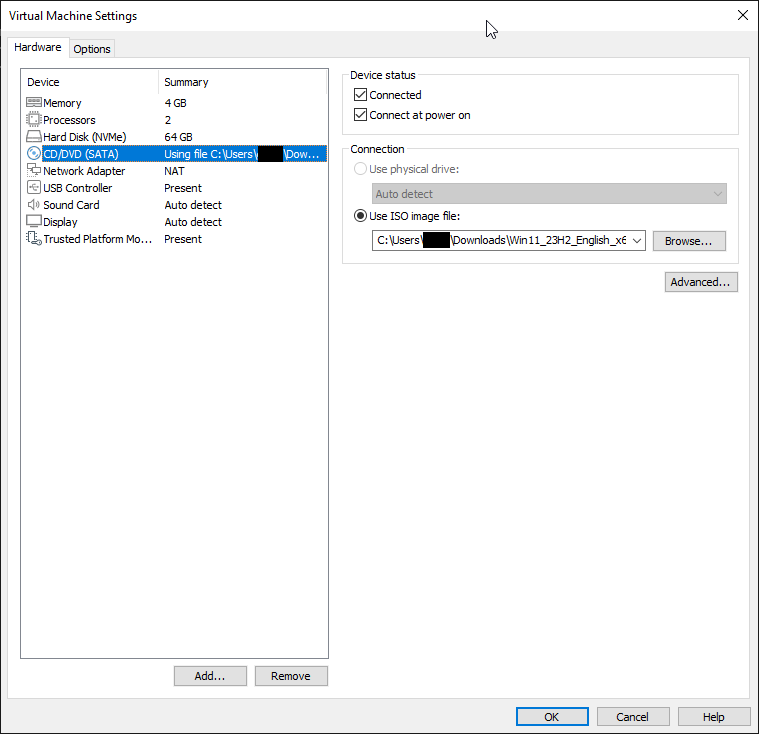 Virtual Machine Settings
Hardware Options
Device Summary
Memory 4 GB
Processors 2
Hard Disk (NVMe) 64 GB
CD/DVD (SATA) Using file C:\Users\ \Dow...
Network Adapter NAT
USB Controller Present
Sound Card Auto detect
Display Auto detect
Trusted Platform Mo... Present
Add... Remove
Device status
Connected
Connect at power on
Connection
Use physical drive:
Auto detect
Use ISO image file:
C:\Users\ \Downloads\Win11_23H2_English_x6 Browse...
Advanced...
OK Cancel Help